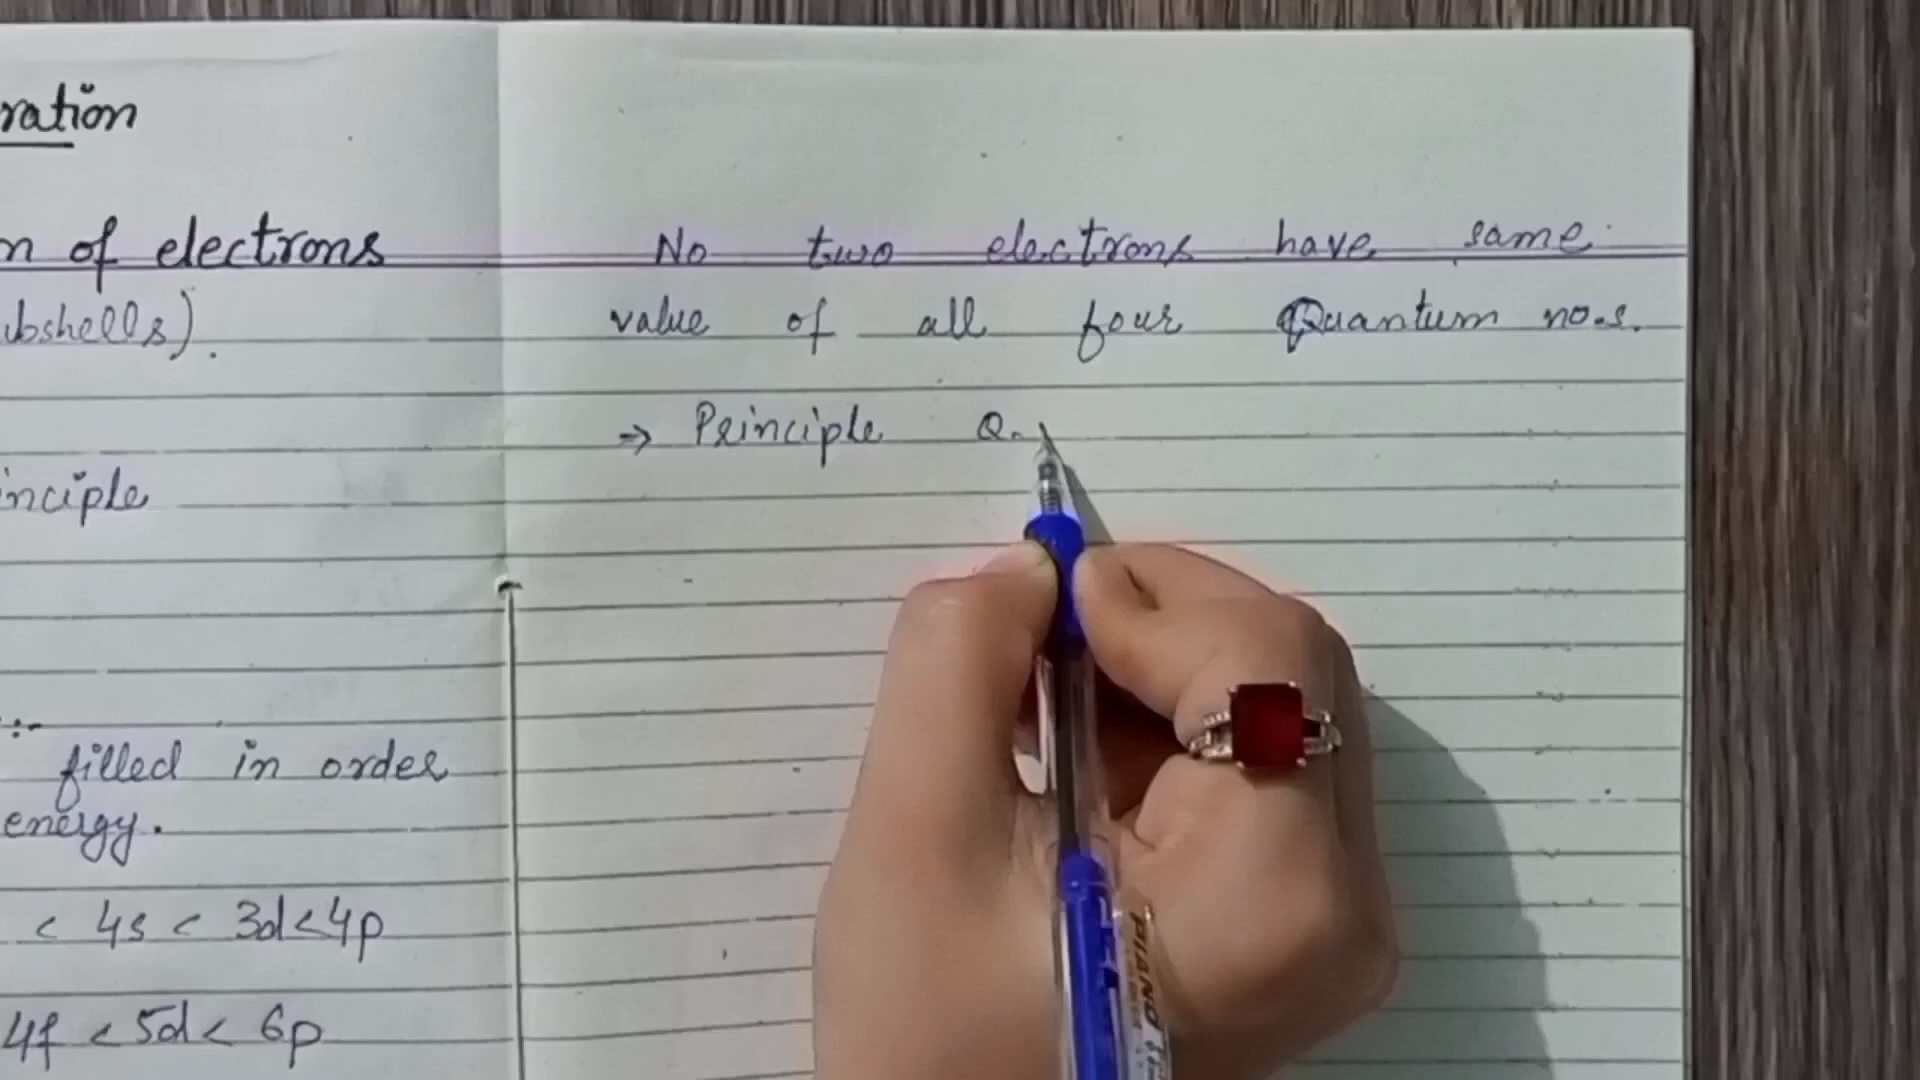 ration
n of electrons
ubshells).
inciple
:-
filled in order
energy.
< 4s < 3d < 4p
4f < 5d < 6p
No two electrons have same
value of all four Quantum no.s.
⇒ Principle Q.
PIANO